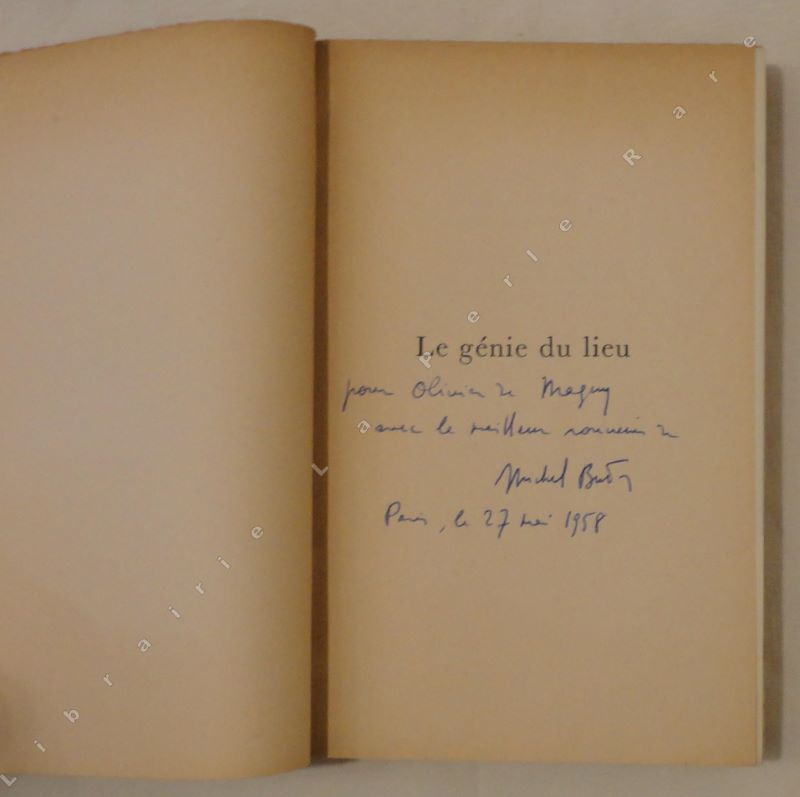 Le génie du lieu
pour Olivier de Magny
avec le meilleur souvenir de
Michel Butor
Paris, le 27 mai 1958
Librairie La Perle Rare